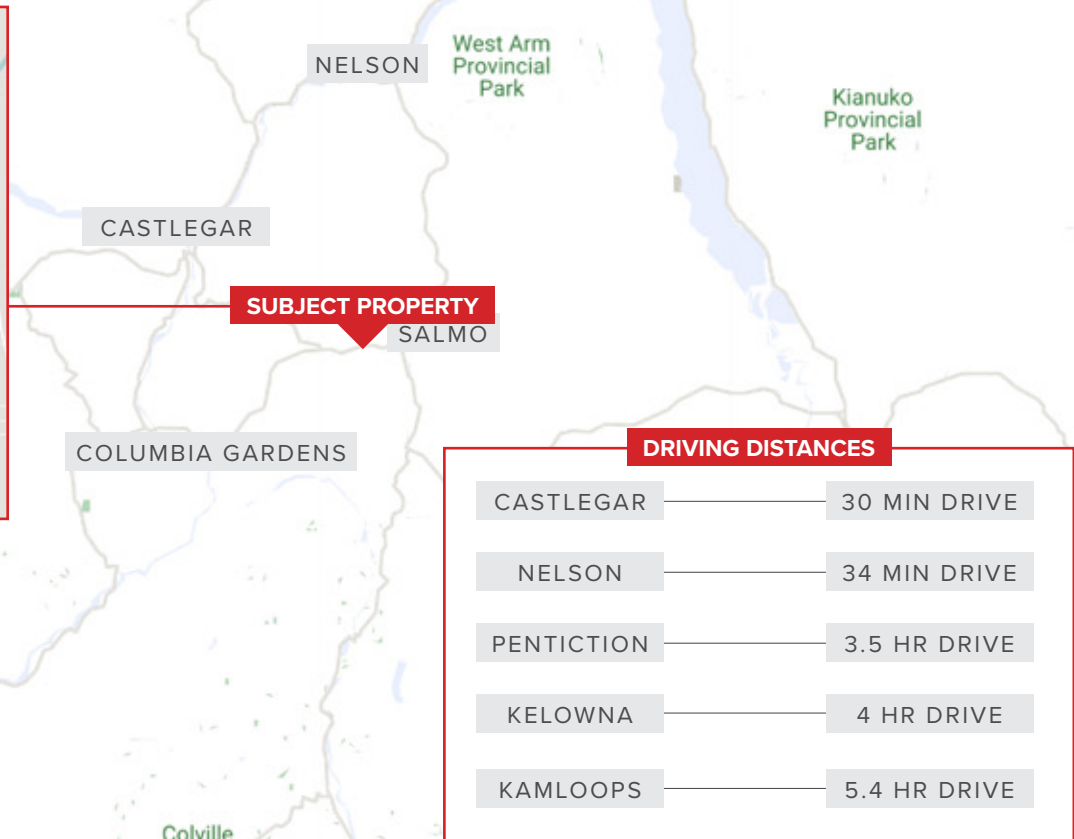 NELSON
West Arm
Provincial
Park
Kianuko
Provincial
Park
CASTLEGAR
SUBJECT PROPERTY
SALMO
COLUMBIA GARDENS
DRIVING DISTANCES
CASTLEGAR 30 MIN DRIVE
NELSON 34 MIN DRIVE
PENTICTION 3.5 HR DRIVE
KELOWNA 4 HR DRIVE
KAMLOOPS 5.4 HR DRIVE
Colville